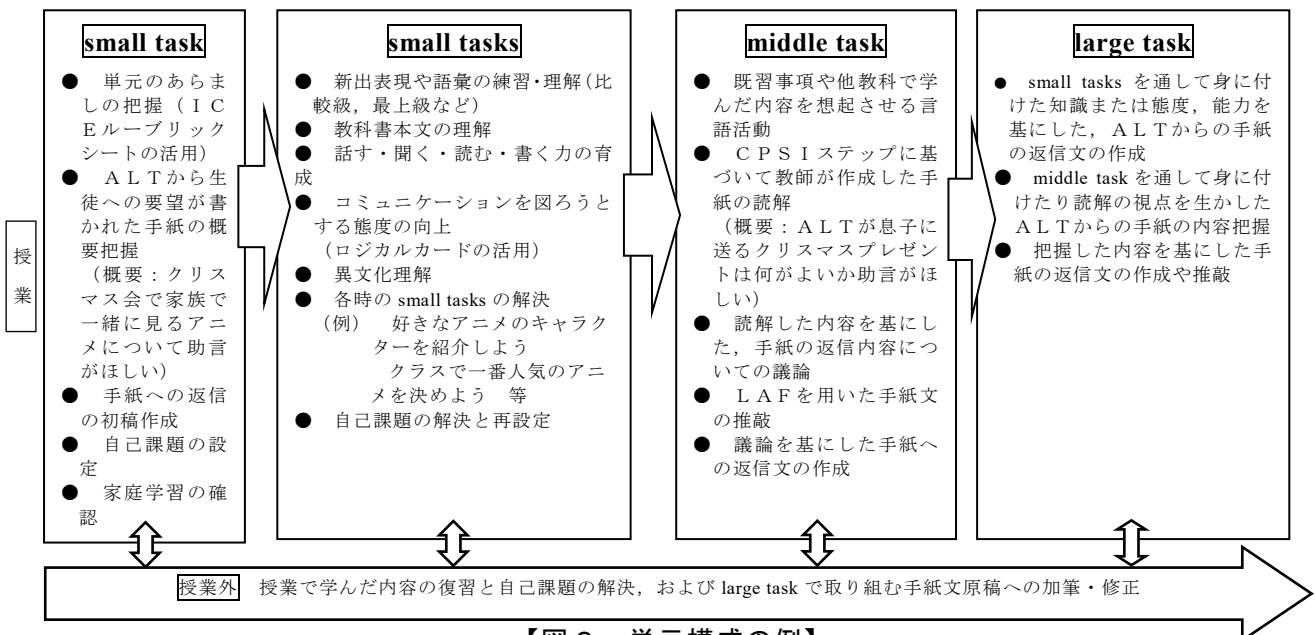 授
業
small task
● 単元のあらま
しの把握（ＩＣ
Ｅルーブリック
シートの活用）
● ＡＬＴから生
徒への要望が書
かれた手紙の概
要把握
（概要：クリス
マス会で家族で
一緒に見るアニ
メについて助言
がほしい）
● 手紙への返信
の初稿作成
● 自己課題の設
定
● 家庭学習の確
認
small tasks
● 新出表現や語彙の練習・理解（比
較級，最上級など）
● 教科書本文の理解
● 話す・聞く・読む・書く力の育
成
● コミュニケーションを図ろうと
する態度の向上
（ロジカルカードの活用）
● 異文化理解
● 各時の small tasks の解決
（例） 好きなアニメのキャラク
ターを紹介しよう
クラスで一番人気のアニ
メを決めよう 等
● 自己課題の解決と再設定
middle task
● 既習事項や他教科で学
んだ内容を想起させる言
語活動
● ＣＰＳＩステップに基
づいて教師が作成した手
紙の読解
（概要：ＡＬＴが息子に
送るクリスマスプレゼン
トは何がよいか助言がほ
しい）
● 読解した内容を基にし
た，手紙の返信内容につ
いての議論
● ＬＡＦを用いた手紙文
の推敲
● 議論を基にした手紙へ
の返信文の作成
large task
● small tasks を通して身に付
けた知識または態度，能力を
基にした，ＡＬＴからの手紙
の返信文の作成
● middle task を通して身に付
けたり読解の視点を生かした
ＡＬＴからの手紙の内容把握
● 把握した内容を基にした手
紙の返信文の作成や推敲
授業外 授業で学んだ内容の復習と自己課題の解決，および large task で取り組む手紙文原稿への加筆・修正